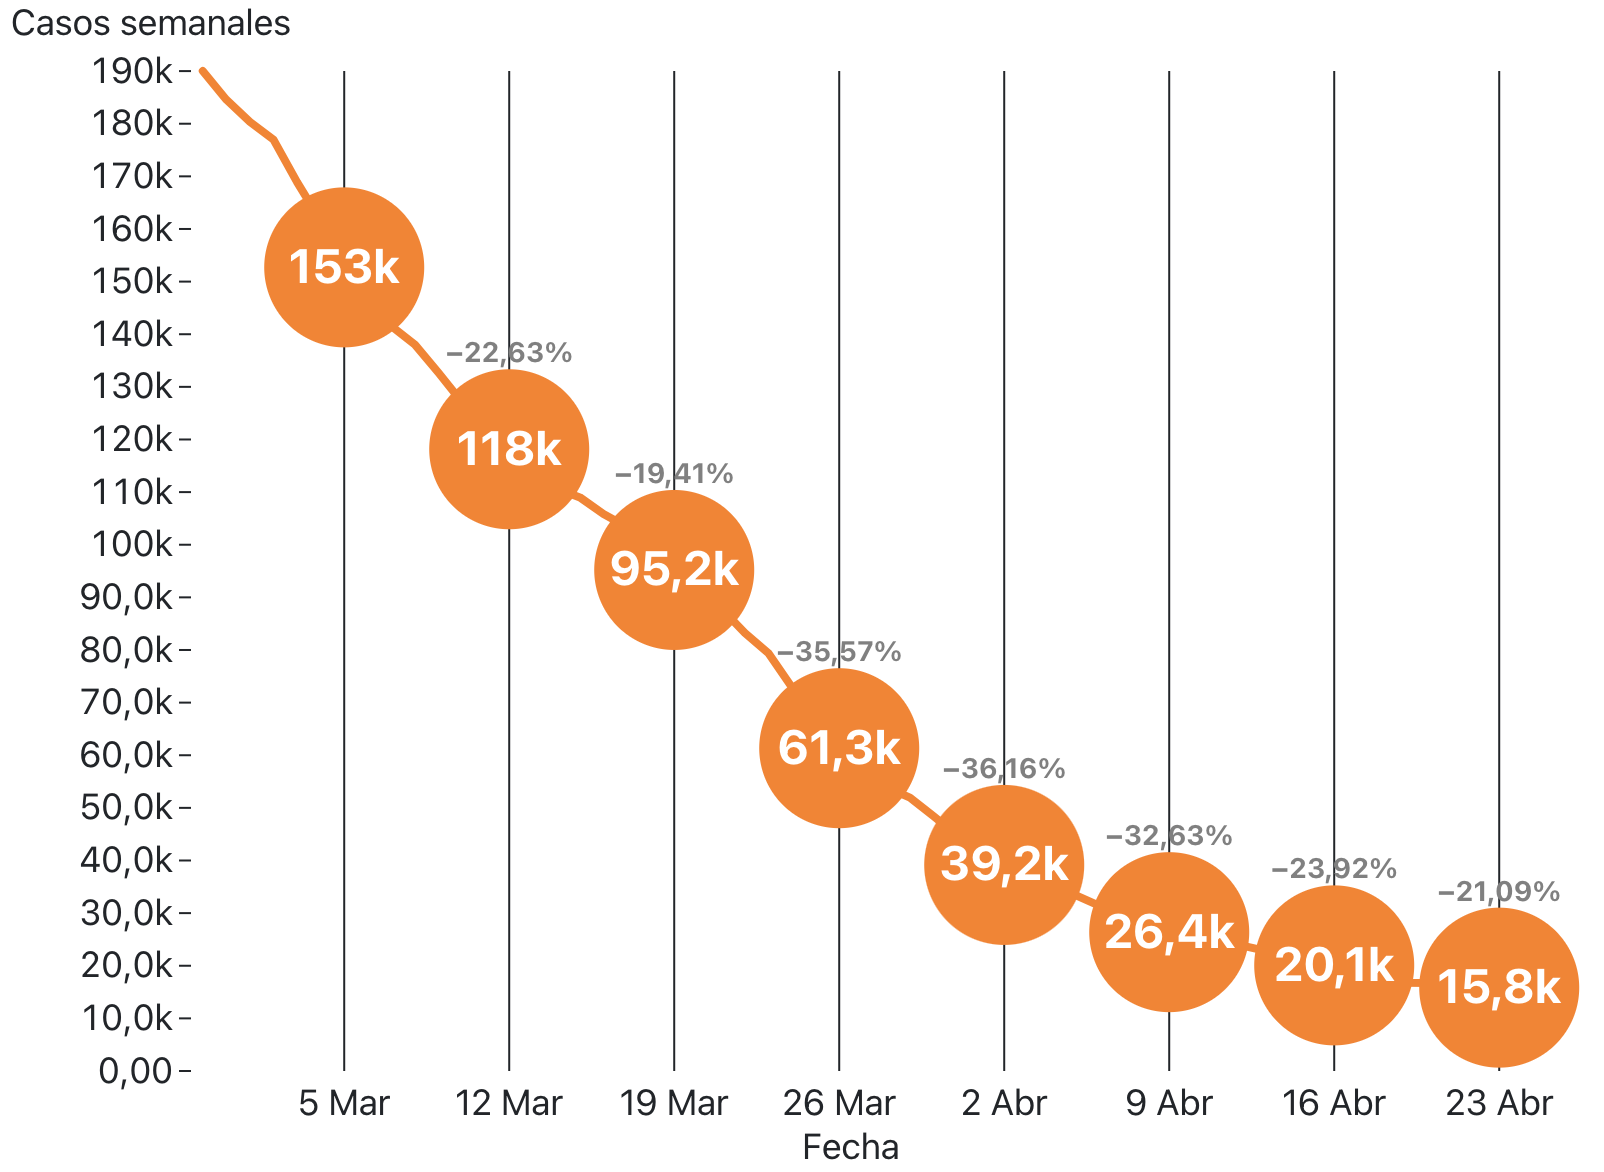 Casos semanales
190k
180k
170k
160k
150k
140k
130k
120k
110k
100k
90,0k
80,0k
70,0k
60,0k
50,0k
40,0k
30,0k
20,0k
10,0k
0,00
153k
−22,63%
118k
−19,41%
95,2k
−35,57%
61,3k
−36,16%
39,2k
−32,63%
26,4k
−23,92%
20,1k
−21,09%
15,8k
5 Mar 12 Mar 19 Mar 26 Mar 2 Abr 9 Abr 16 Abr 23 Abr
Fecha